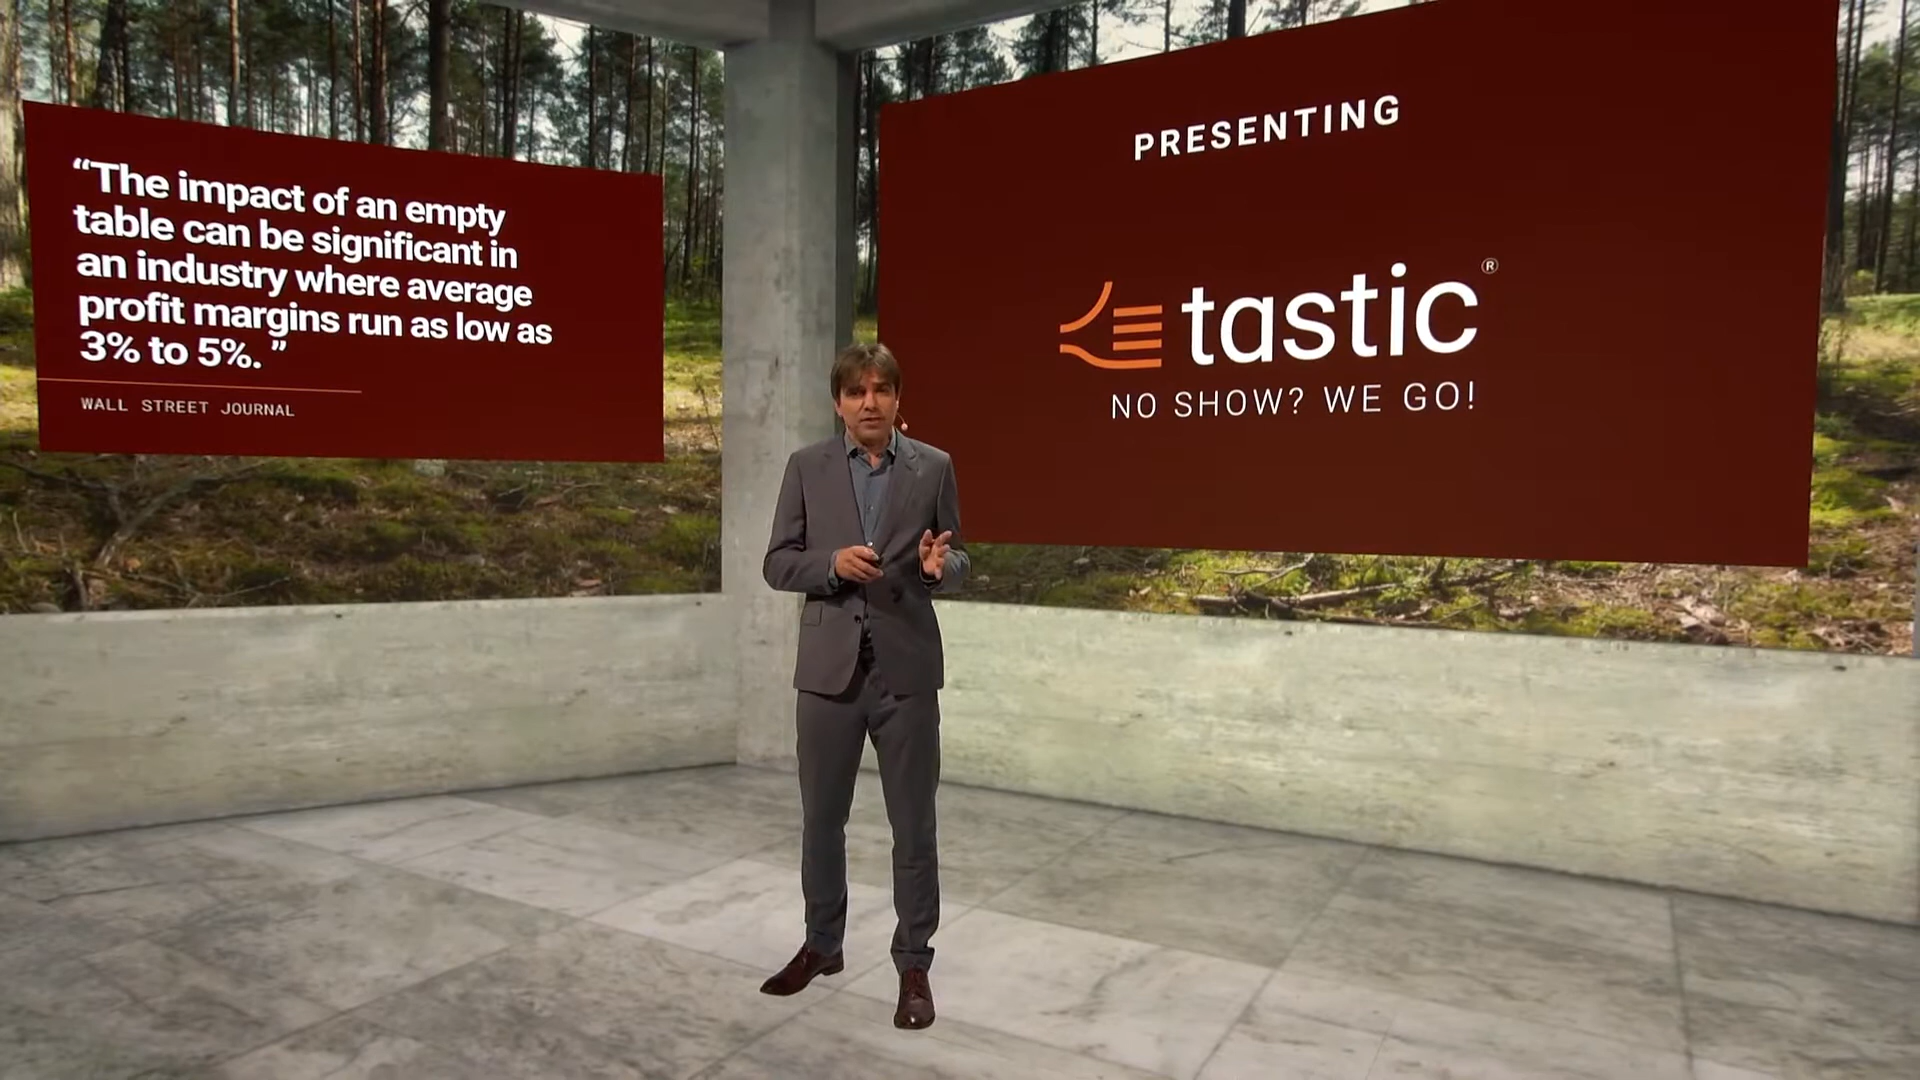 “The impact of an empty
table can be significant in
an industry where average
profit margins run as low as
3% to 5%. ”
WALL STREET JOURNAL
PRESENTING
tastic®
NO SHOW? WE GO!